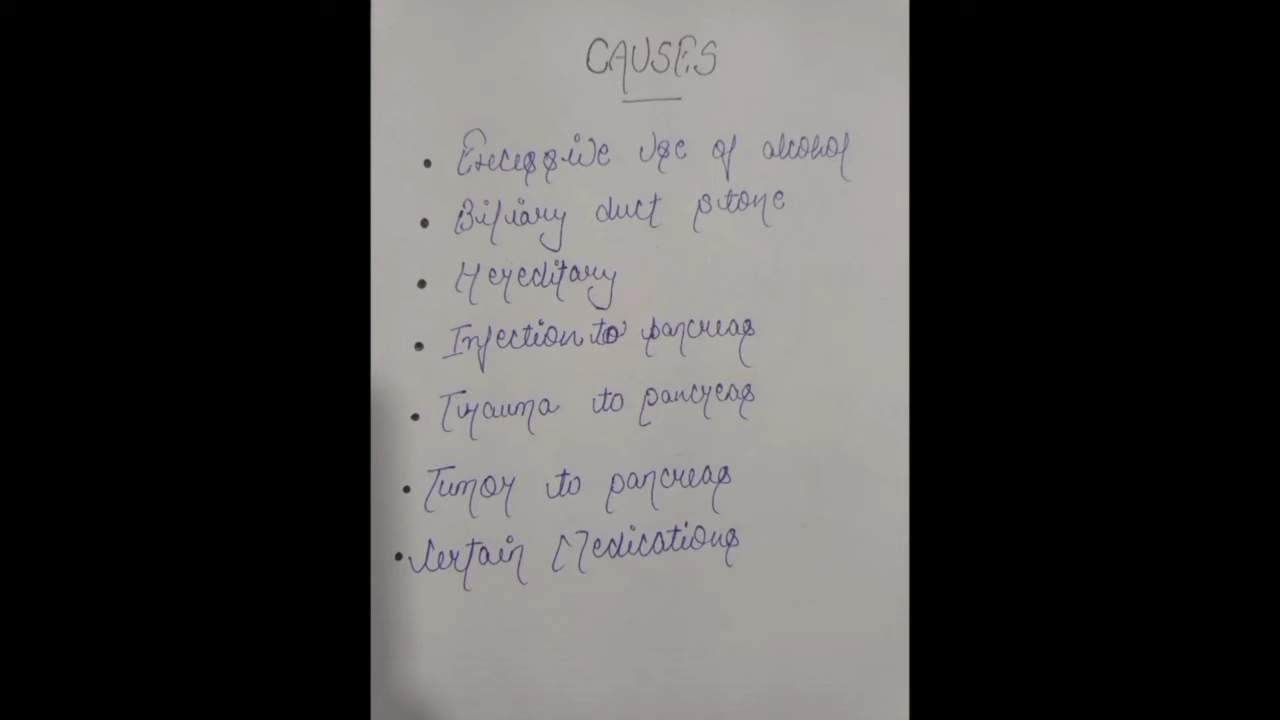 CAUSES
• Excessive use of alcohol
• Biliary duct stone
• Hereditary
• Infection to pancreas
• Trauma to pancreas
• Tumor to pancreas
• Certain Medications